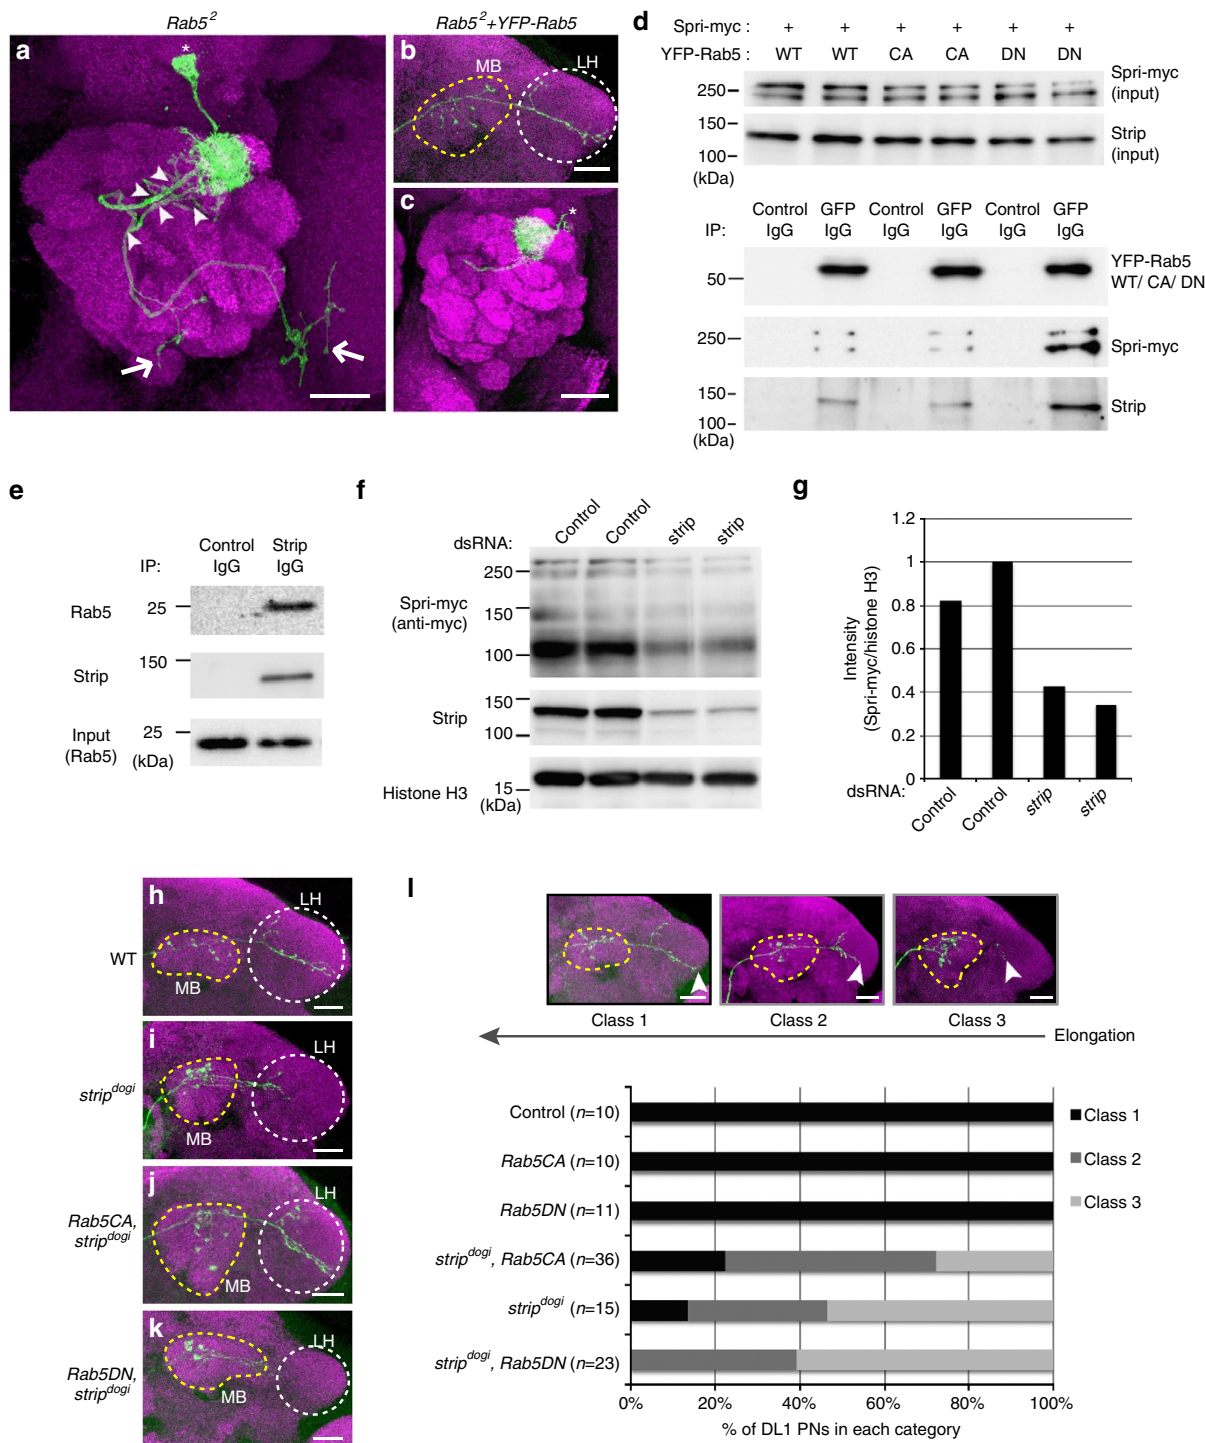 Rab5²
Rab5²+YFP-Rab5
a
*
b
MB
LH
c
*
d
Spri-myc : + + + + + +
YFP-Rab5 : WT WT CA CA DN DN
250
Spri-myc
(input)
150
100
(kDa)
Strip
(input)
IP:
Control IgG
GFP IgG
Control IgG
GFP IgG
Control IgG
GFP IgG
50
YFP-Rab5
WT/ CA/ DN
250
Spri-myc
150
100
(kDa)
Strip
e
IP:
Control IgG
Strip IgG
Rab5
25
Strip
150
Input
(Rab5)
25
(kDa)
f
dsRNA:
Control
Control
strip
strip
Spri-myc
(anti-myc)
250
150
100
Strip
150
100
Histone H3
15
(kDa)
g
Intensity
(Spri-myc/histone H3)
1.2
1
0.8
0.6
0.4
0.2
0
dsRNA:
Control
Control
strip
strip
h
WT
LH
MB
i
strip^dogi
LH
MB
j
Rab5CA,
strip^dogi
LH
MB
k
Rab5DN,
strip^dogi
LH
MB
l
Class 1
Class 2
Class 3
Elongation
Control (n=10)
Rab5CA (n=10)
Rab5DN (n=11)
strip^dogi, Rab5CA (n=36)
strip^dogi (n=15)
strip^dogi, Rab5DN (n=23)
Class 1
Class 2
Class 3
0% 20% 40% 60% 80% 100%
% of DL1 PNs in each category